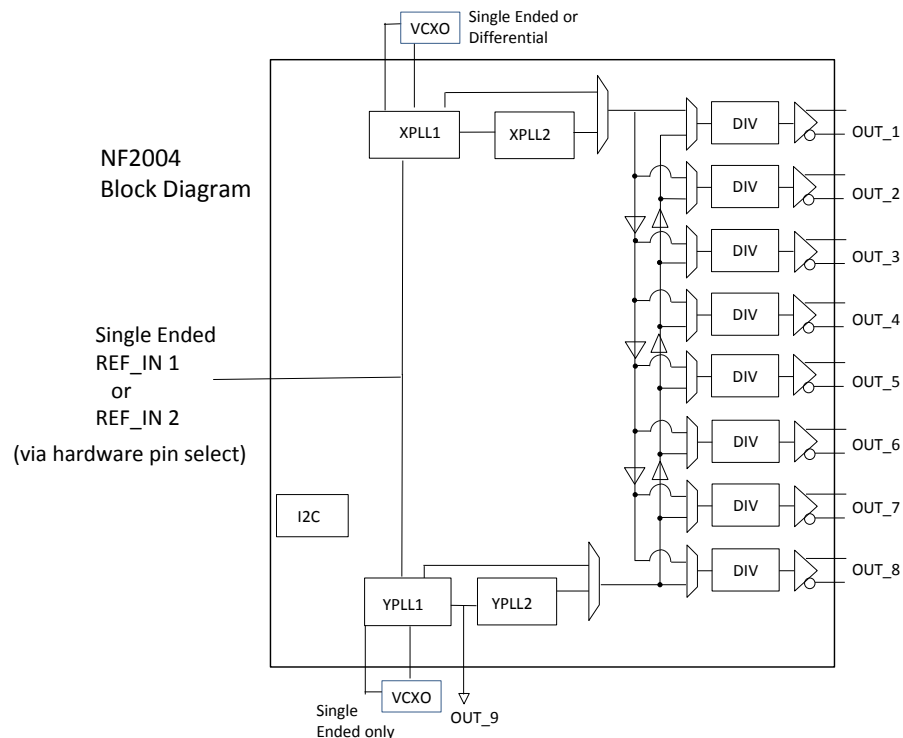 VCXO
Single Ended or
Differential
NF2004
Block Diagram
XPLL1
XPLL2
DIV
OUT_1
DIV
OUT_2
DIV
OUT_3
DIV
OUT_4
DIV
OUT_5
DIV
OUT_6
DIV
OUT_7
DIV
OUT_8
Single Ended
REF_IN 1
or
REF_IN 2
(via hardware pin select)
I2C
YPLL1
YPLL2
VCXO
OUT_9
Single
Ended only